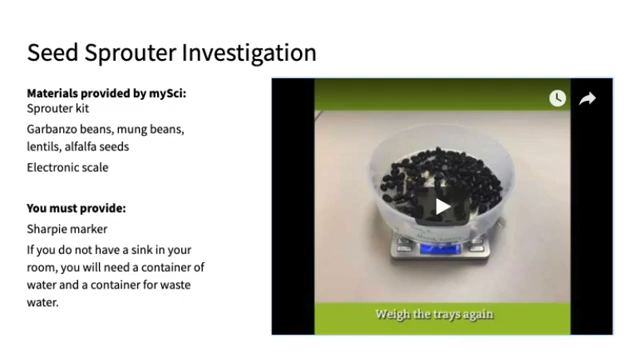 Seed Sprouter Investigation
Materials provided by mySci:
Sprouter kit
Garbanzo beans, mung beans,
lentils, alfalfa seeds
Electronic scale
You must provide:
Sharpie marker
If you do not have a sink in your
room, you will need a container of
water and a container for waste
water.
Weigh the trays again